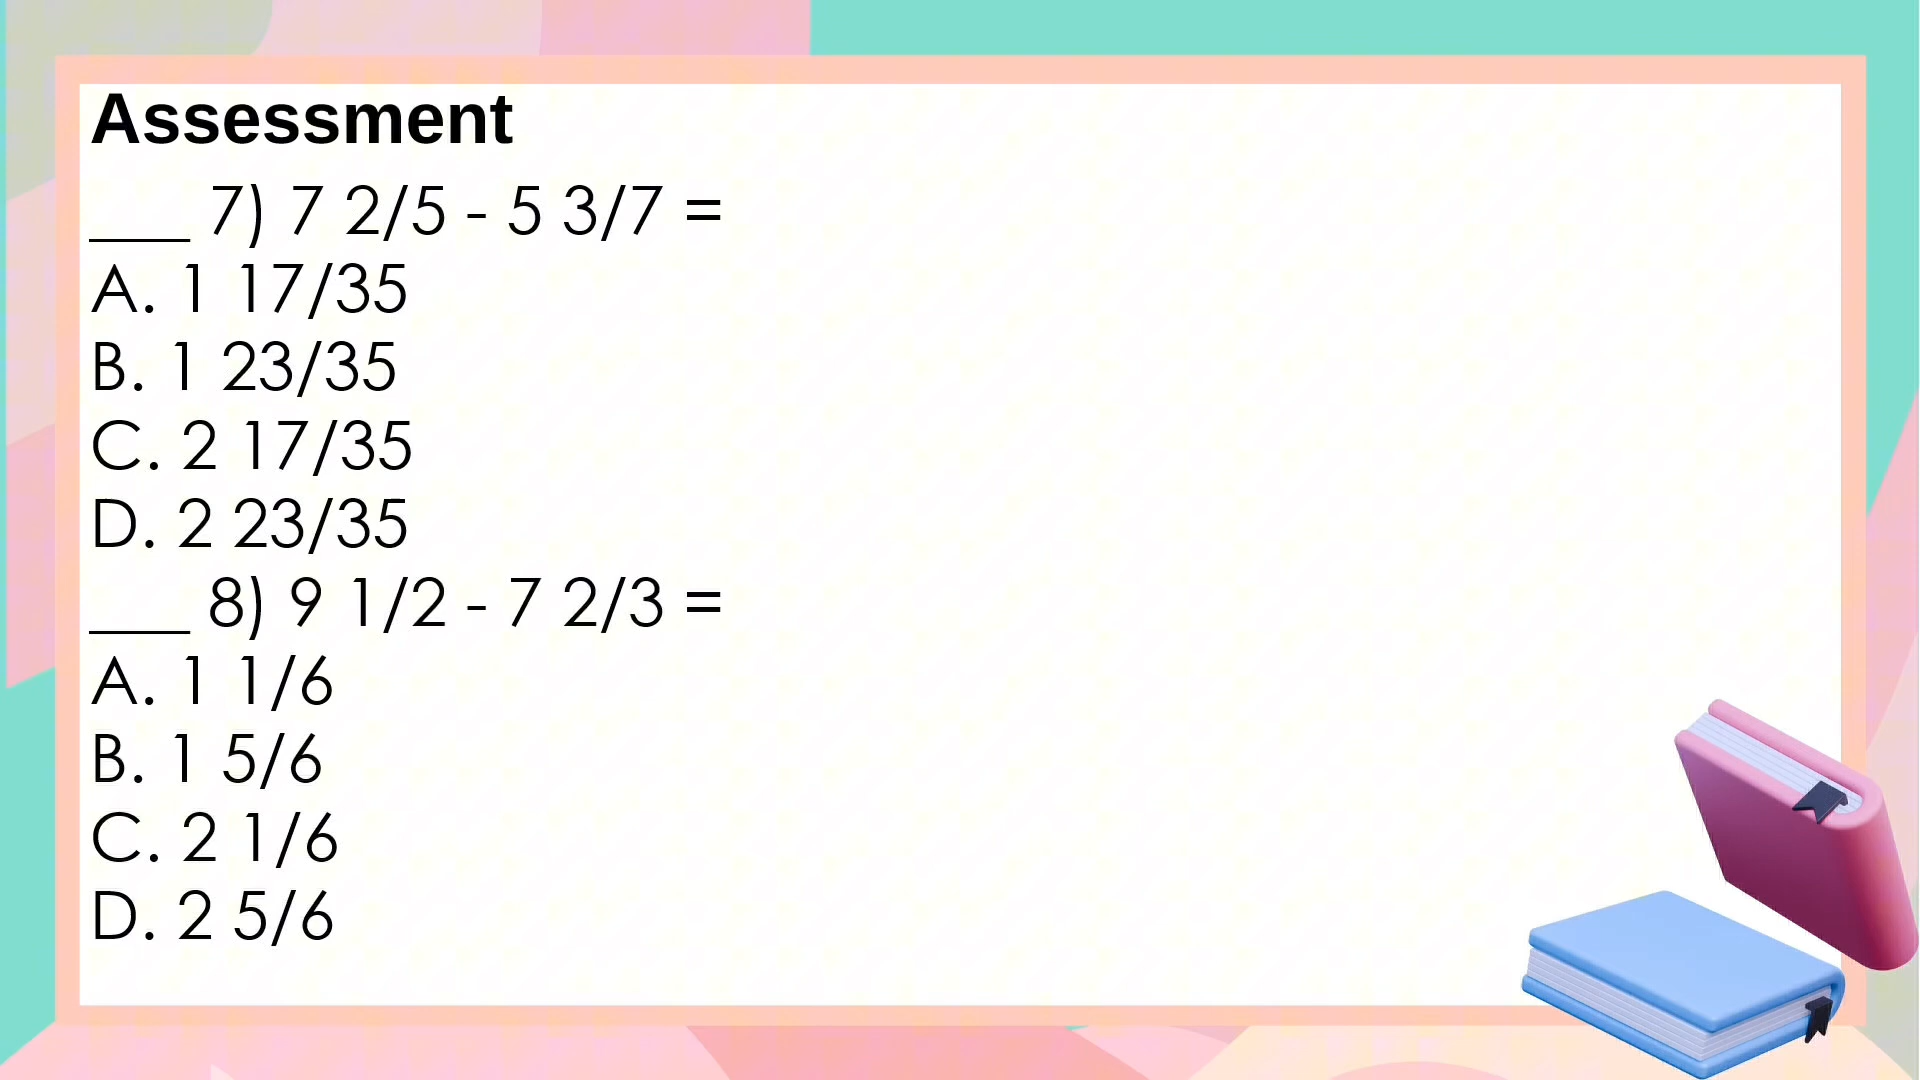 Assessment
___ 7) 7 2/5 - 5 3/7 =
A. 1 17/35
B. 1 23/35
C. 2 17/35
D. 2 23/35
___ 8) 9 1/2 - 7 2/3 =
A. 1 1/6
B. 1 5/6
C. 2 1/6
D. 2 5/6